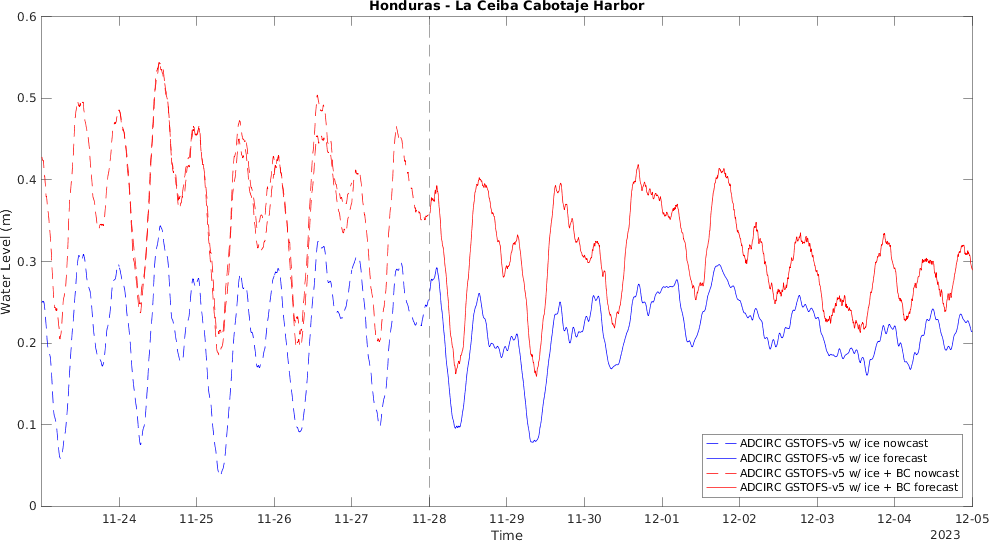 Honduras - La Ceiba Cabotaje Harbor
0.6
0.5
0.4
0.3
0.2
0.1
0
Water Level (m)
ADCIRC GSTOFS-v5 w/ ice nowcast
ADCIRC GSTOFS-v5 w/ ice forecast
ADCIRC GSTOFS-v5 w/ ice + BC nowcast
ADCIRC GSTOFS-v5 w/ ice + BC forecast
11-24 11-25 11-26 11-27 11-28 11-29 11-30 12-01 12-02 12-03 12-04 12-05
Time
2023